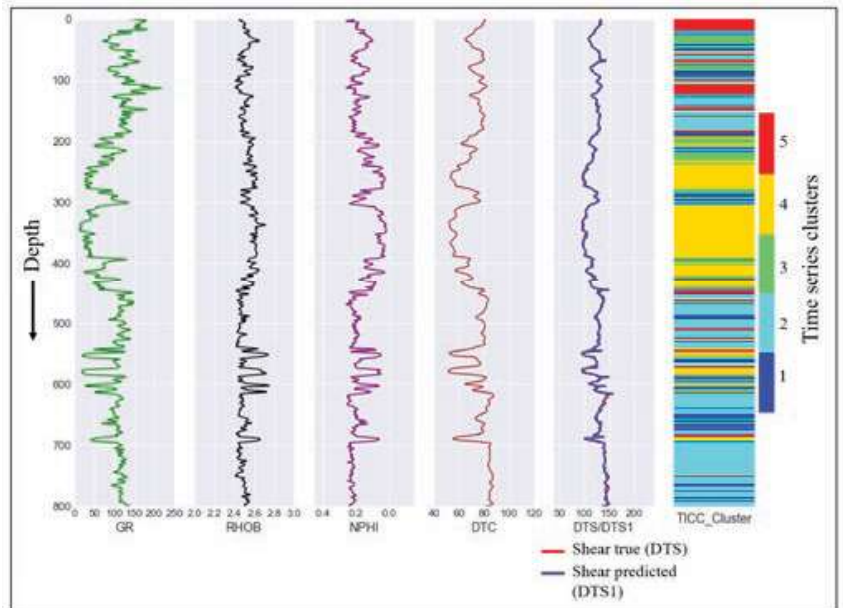 0
100
200
300
400
500
600
700
800
Depth
0 50 100 150 200 250
GR
2.0 2.2 2.4 2.6 2.8 3.0
RHOB
0.4 0.2 0.0
NPHI
40 60 80 100 120
DTC
50 100 150 200
DTS/DTS1
TICC_Cluster
5
4
3
2
1
Time series clusters
Shear true (DTS)
Shear predicted
(DTS1)